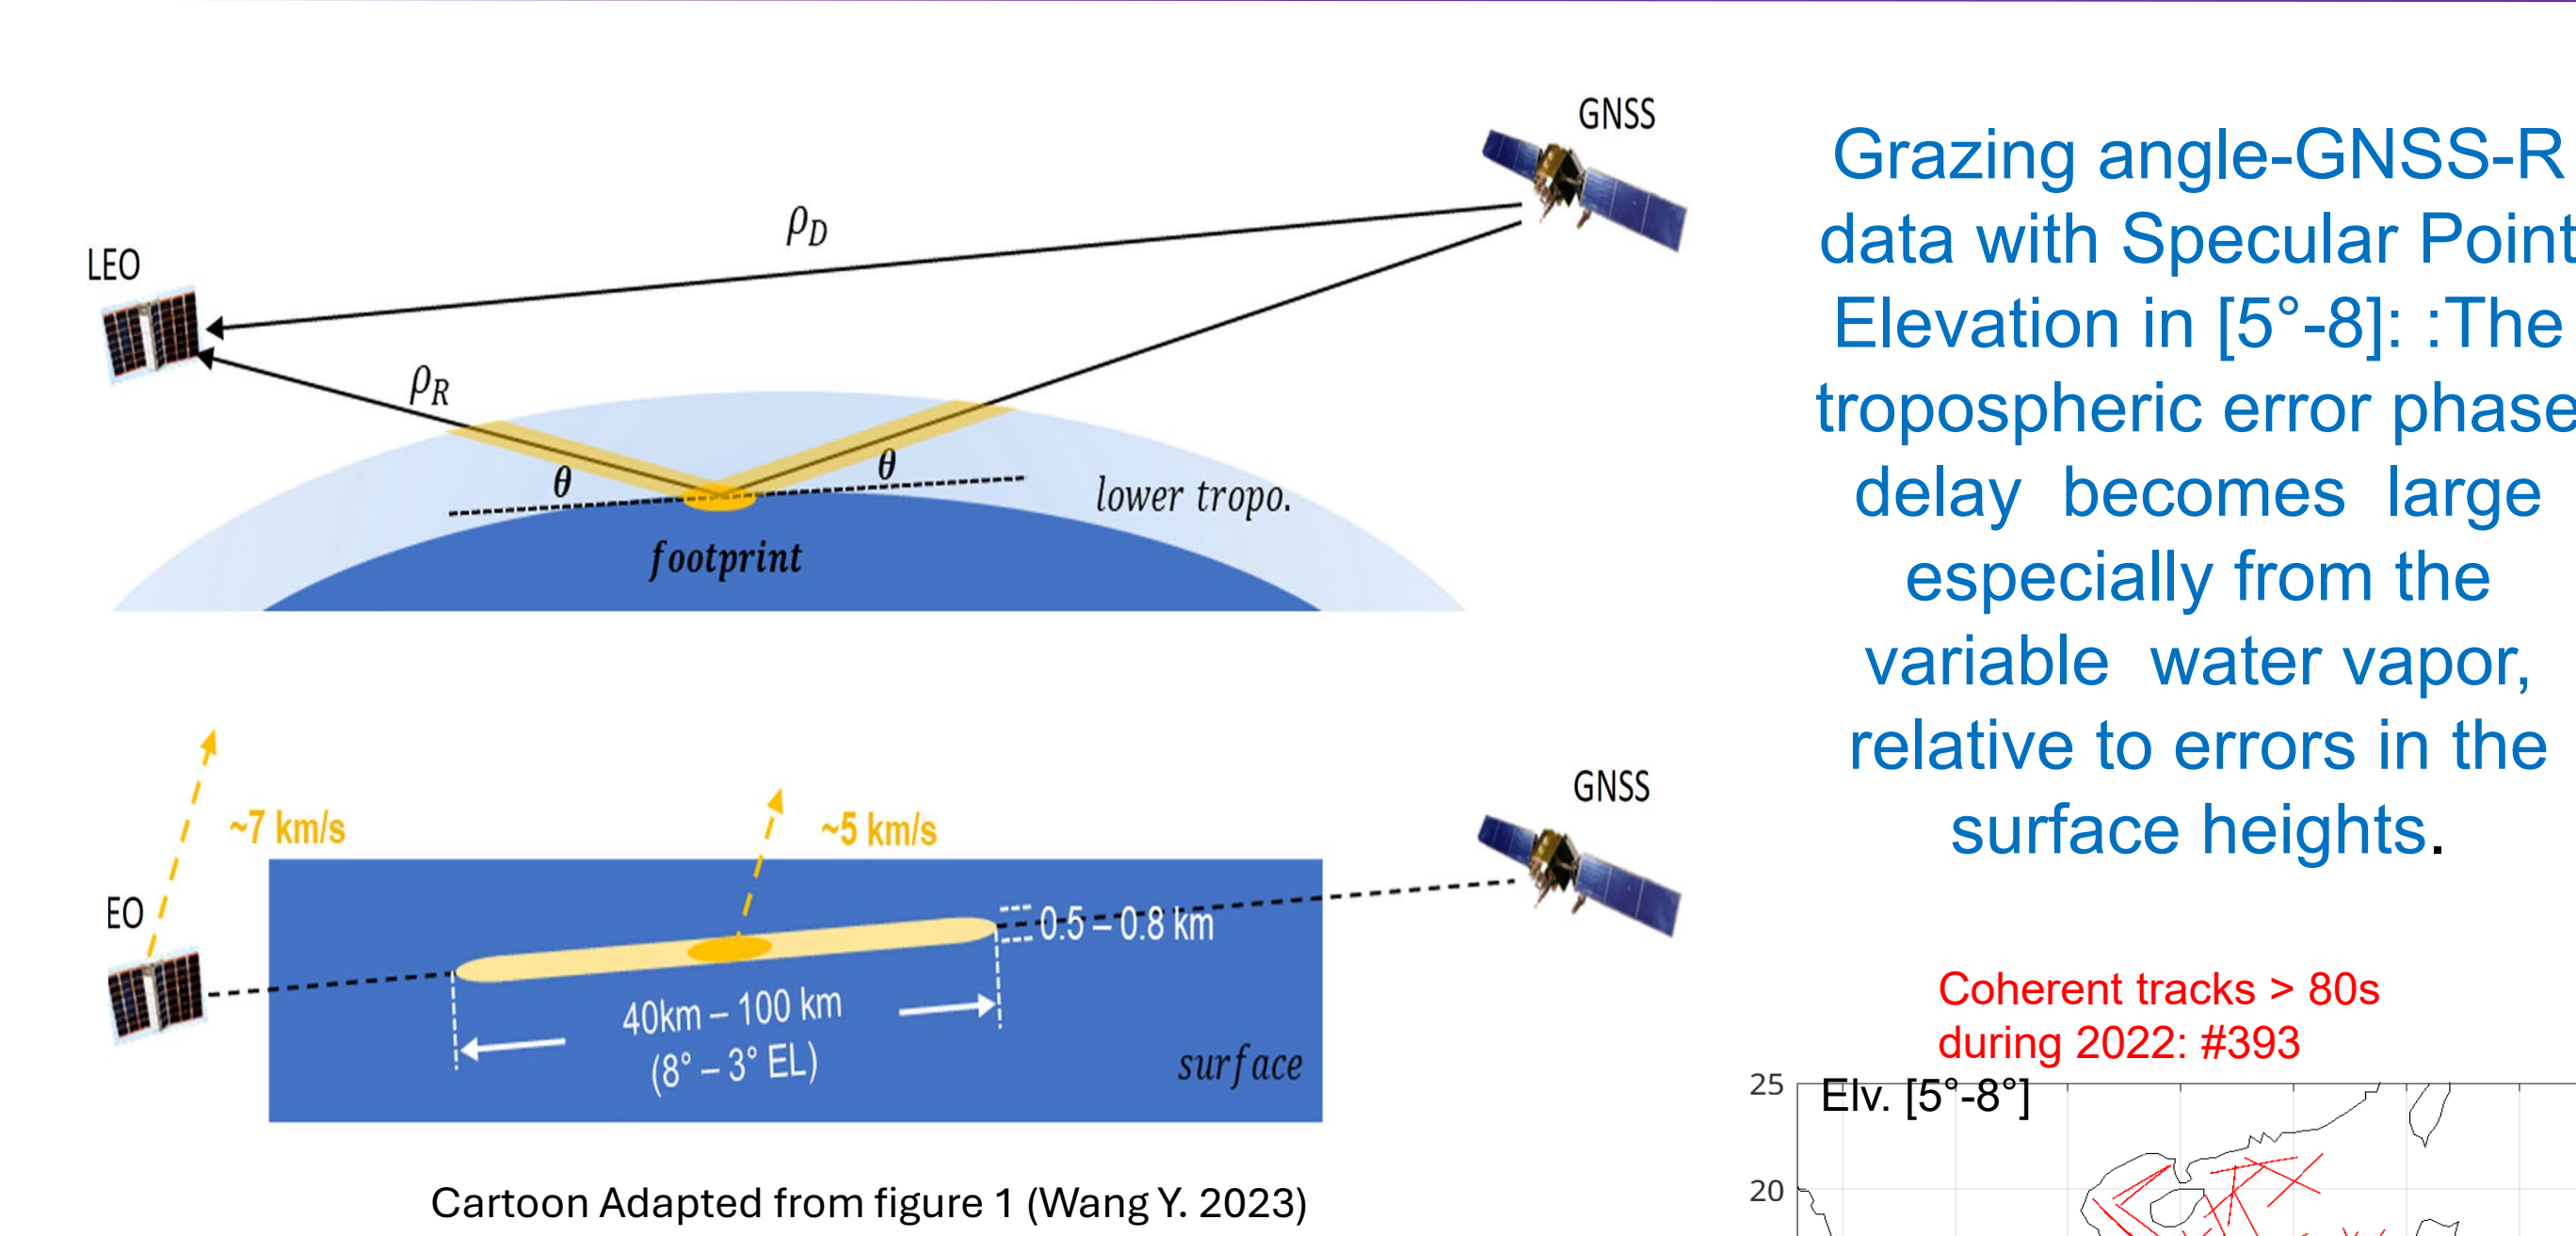 GNSS
ρ_D
LEO
ρ_R
θ
θ
lower tropo.
footprint
Grazing angle-GNSS-R
data with Specular Point
Elevation in [5°-8]: :The
tropospheric error phase
delay becomes large
especially from the
variable water vapor,
relative to errors in the
surface heights.
~7 km/s
~5 km/s
GNSS
EO
0.5 – 0.8 km
40km – 100 km
(8° – 3° EL)
surface
Cartoon Adapted from figure 1 (Wang Y. 2023)
Coherent tracks > 80s
during 2022: #393
25
Elv. [5°-8°]
20